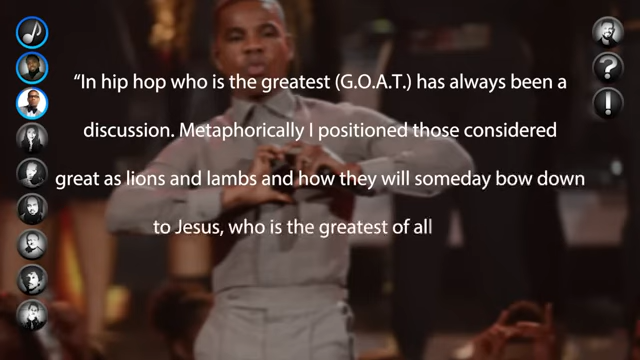 “In hip hop who is the greatest (G.O.A.T.) has always been a
discussion. Metaphorically I positioned those considered
great as lions and lambs and how they will someday bow down
to Jesus, who is the greatest of all
?
!